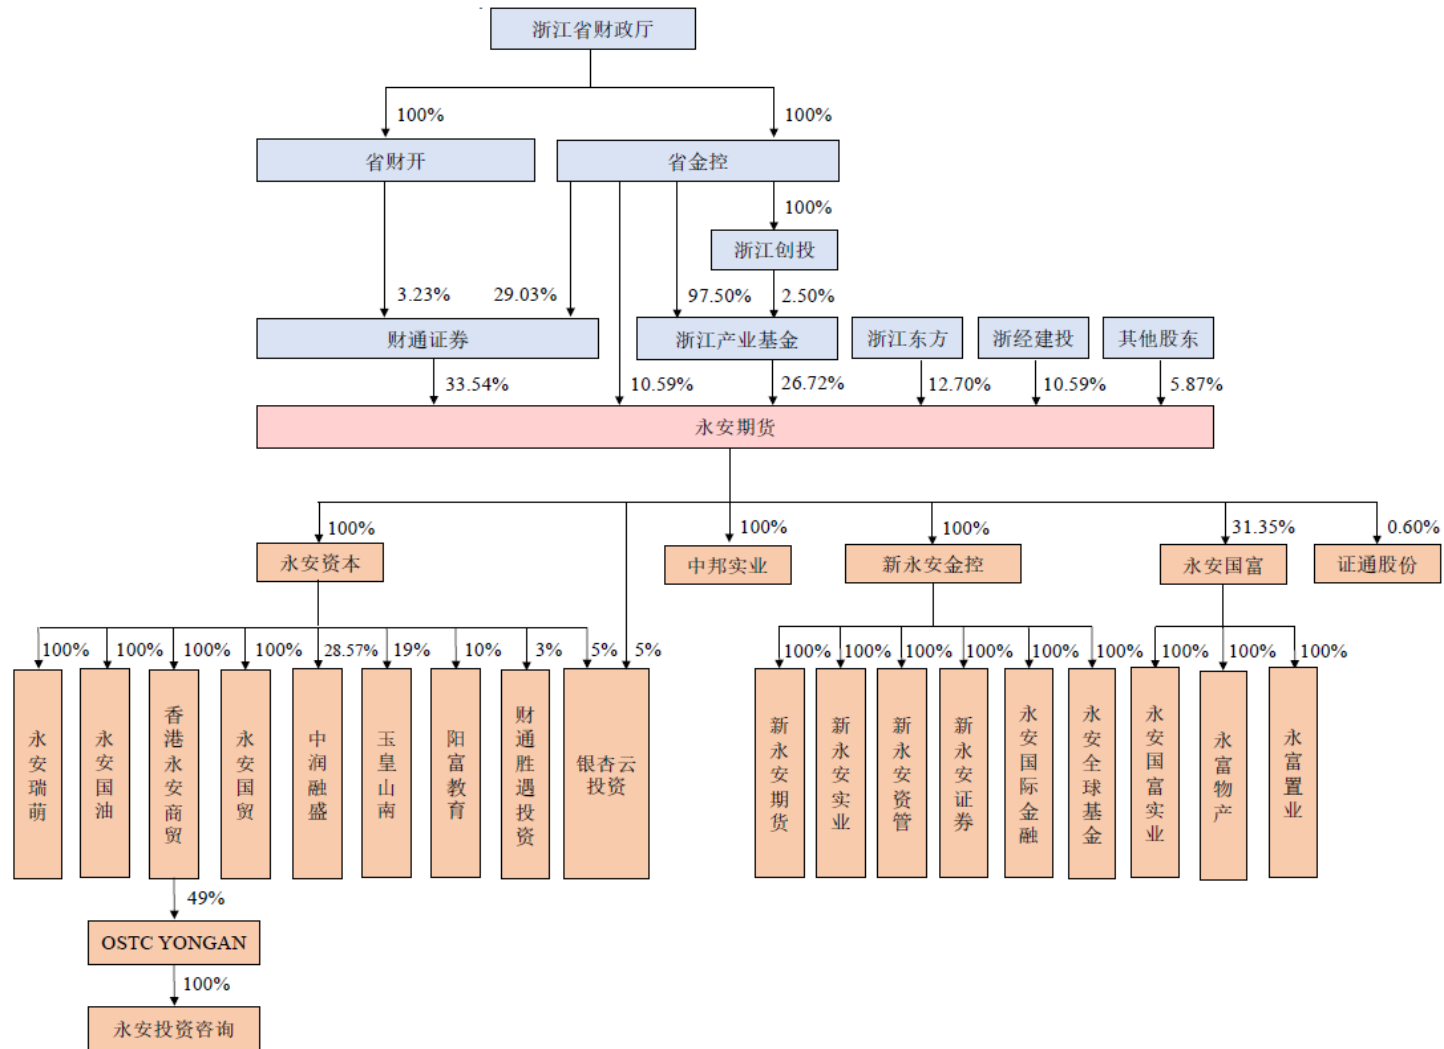 浙江省财政厅
100%
100%
省财开
省金控
100%
浙江创投
3.23%
29.03%
97.50%
2.50%
财通证券
浙江产业基金
浙江东方
浙经建投
其他股东
33.54%
10.59%
26.72%
12.70%
10.59%
5.87%
永安期货
100%
100%
100%
31.35%
0.60%
永安资本
中邦实业
新永安金控
永安国富
证通股份
100%
100%
100%
100%
28.57%
19%
10%
3%
5%
5%
100%
100%
100%
100%
100%
100%
100%
100%
100%
永安瑞萌
永安国油
香港永安商贸
永安国贸
中润融盛
玉皇山南
阳富教育
财通胜遇投资
银杏云
投资
新永安期货
新永安实业
新永安资管
新永安证券
永安国际金融
永安全球基金
永安国富实业
永富物产
永富置业
49%
OSTC YONGAN
100%
永安投资咨询